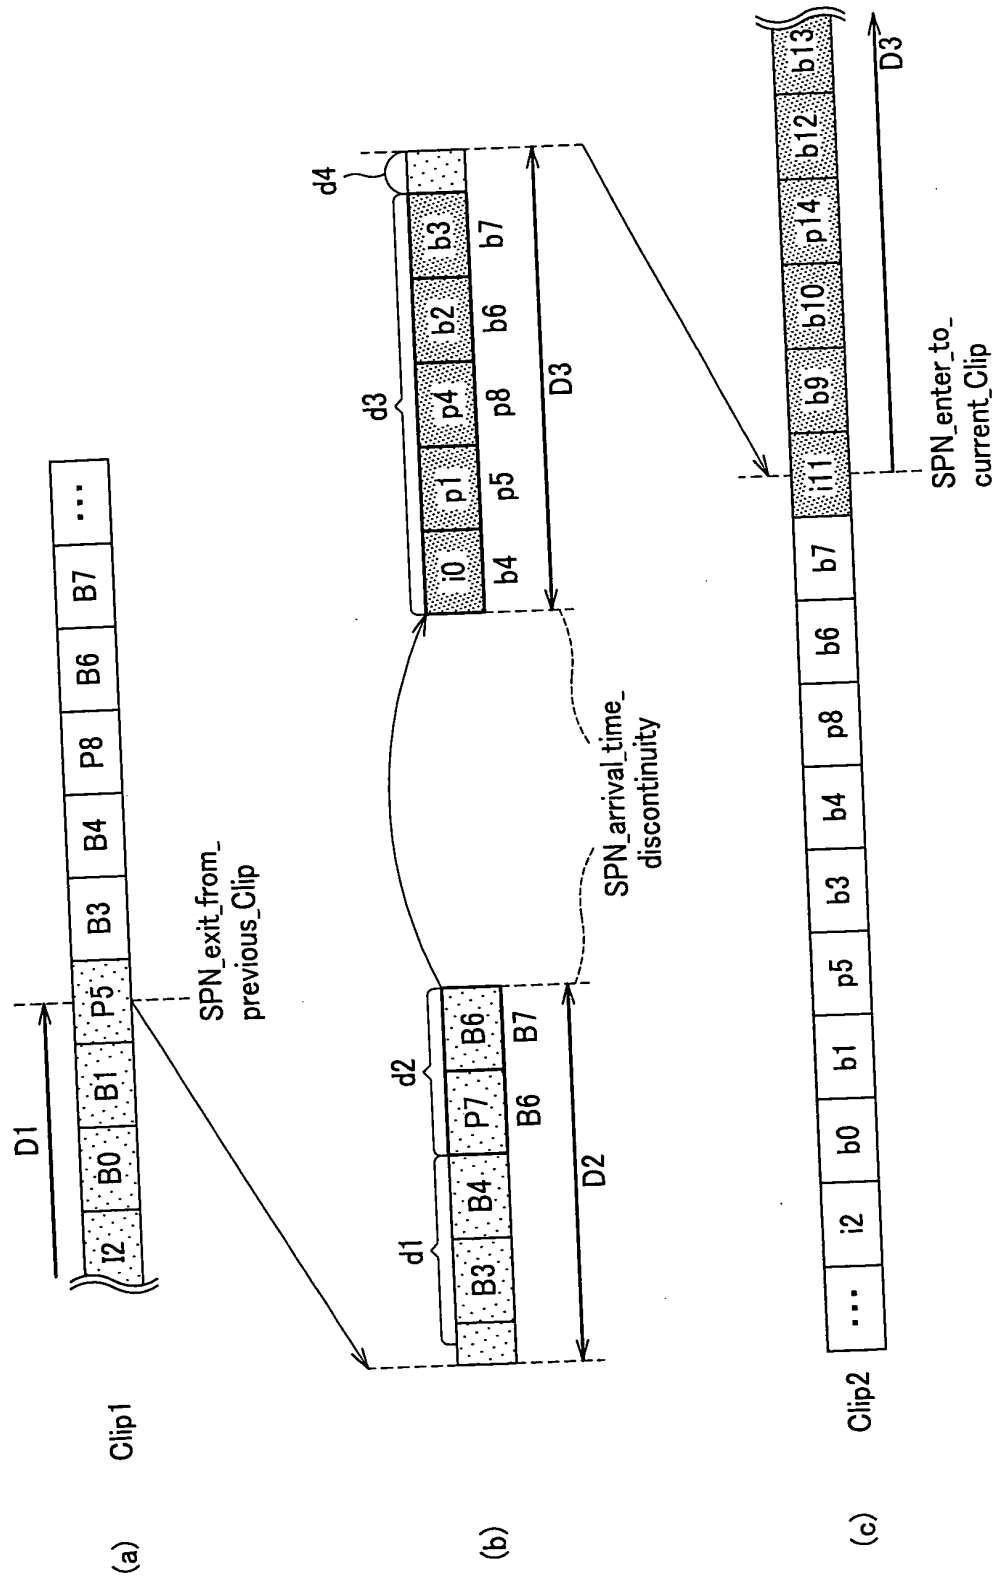 (a)
Clip1
D1
I2 B0 B1 P5 B3 B4 P8 B6 B7 ...
SPN_exit_from_
previous_Clip
(b)
d1
d2
d3
d4
B3 B4 P7 B6
B6 B7
i0 p1 p4 b2 b3
b4 p5 p8 b6 b7
D2
D3
SPN_arrival_time_
discontinuity
(c)
Clip2
... i2 b0 b1 p5 b3 b4 p8 b6 b7 i11 b9 b10 p14 b12 b13
D3
SPN_enter_to_
current_Clip